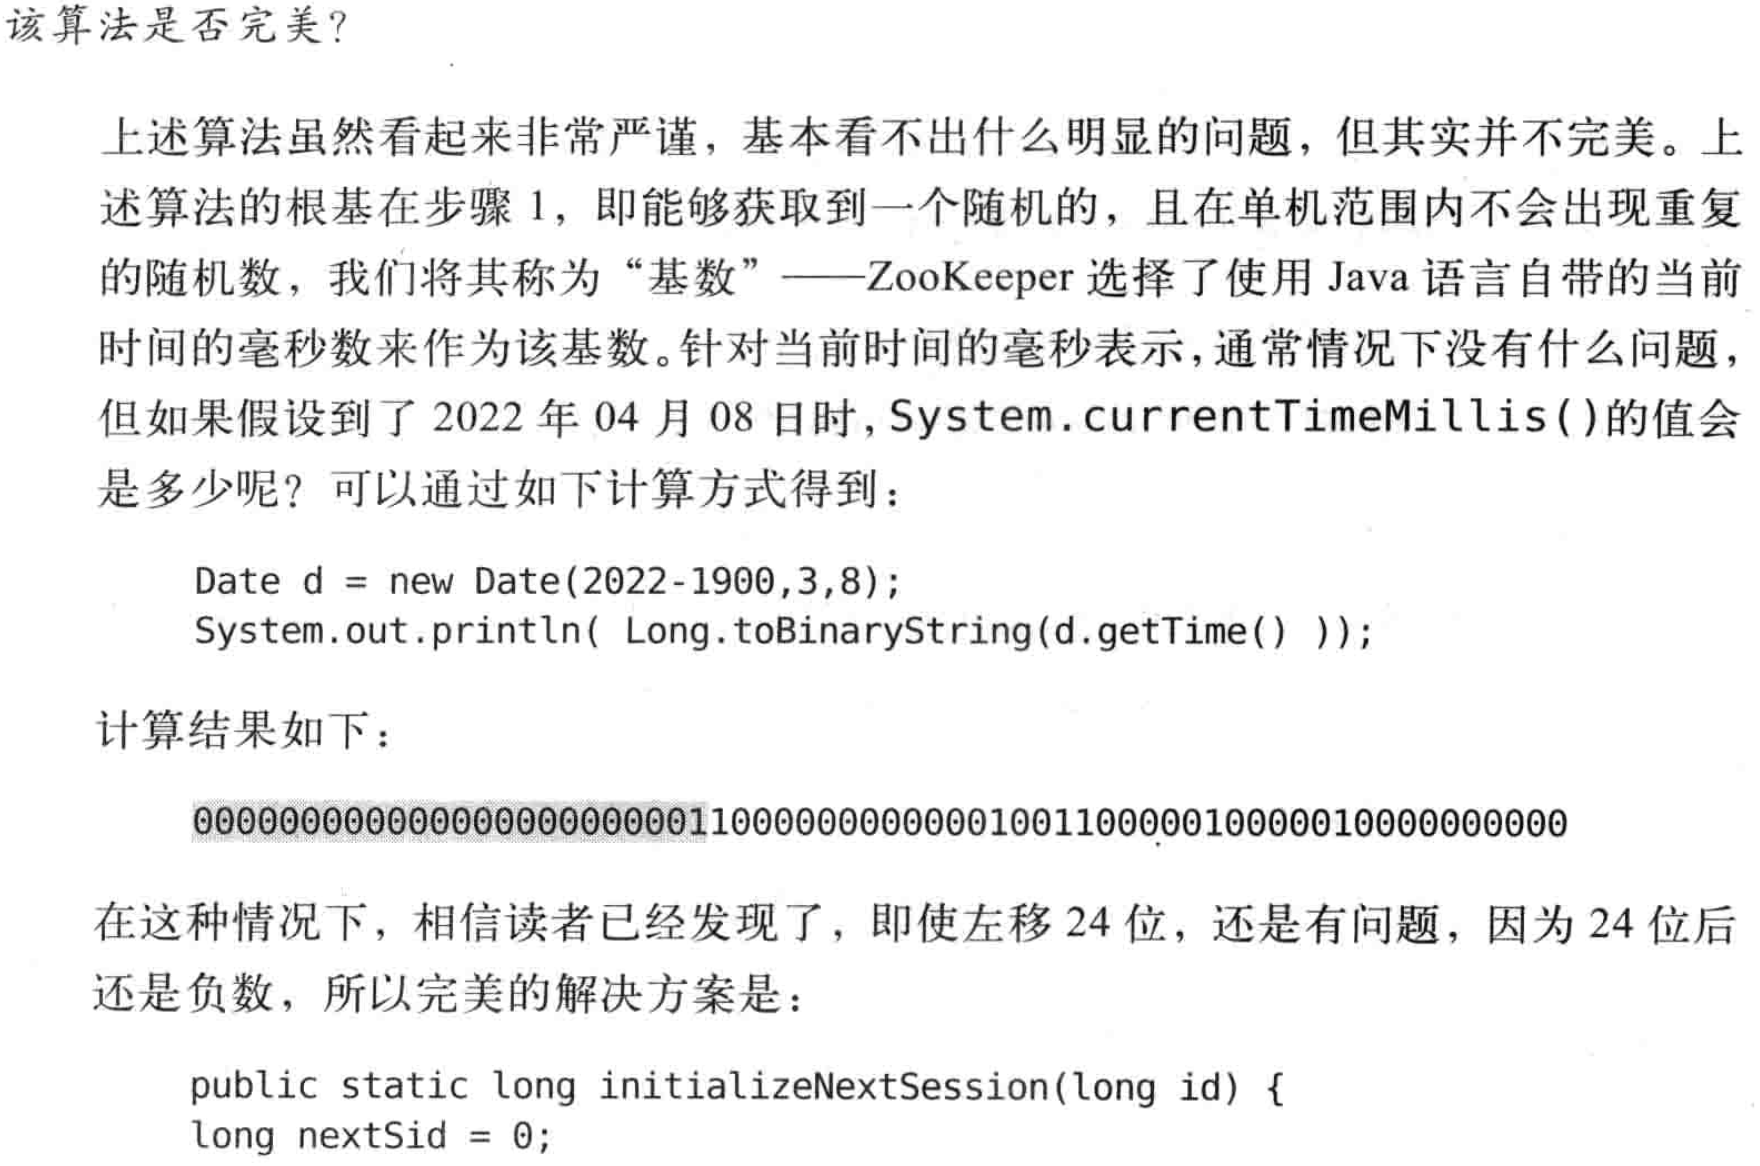 该算法是否完美?
上述算法虽然看起来非常严谨，基本看不出什么明显的问题，但其实并不完美。上
述算法的根基在步骤 1，即能够获取到一个随机的，且在单机范围内不会出现重复
的随机数，我们将其称为“基数”——ZooKeeper 选择了使用 Java 语言自带的当前
时间的毫秒数来作为该基数。针对当前时间的毫秒表示，通常情况下没有什么问题，
但如果假设到了 2022 年 04 月 08 日时，System.currentTimeMillis()的值会
是多少呢？可以通过如下计算方式得到：
Date d = new Date(2022-1900,3,8);
System.out.println( Long.toBinaryString(d.getTime() ));
计算结果如下：
0000000000000000000000011000000000000100110000010000010000000000
在这种情况下，相信读者已经发现了，即使左移 24 位，还是有问题，因为 24 位后
还是负数，所以完美的解决方案是：
public static long initializeNextSession(long id) {
long nextSid = 0;